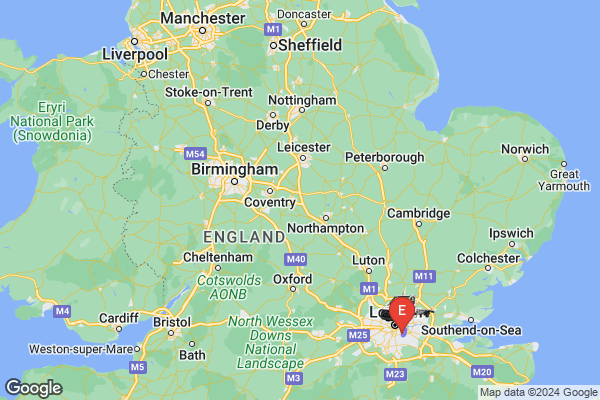 Doncaster
Manchester
M1
Liverpool
Sheffield
Chester
Stoke-on-Trent
Eryri
National Park
(Snowdonia)
Nottingham
Derby
M54
Leicester
Peterborough
Norwich
Birmingham
Great
Yarmouth
Coventry
Northampton
Cambridge
ENGLAND
Ipswich
M40
Cheltenham
Luton
Colchester
M11
Cotswolds
AONB
Oxford
M1
M4
E
Cardiff
Bristol
North Wessex
Downs
National
Landscape
M25
Southend-on-Sea
Weston-super-Mare
Bath
M5
M3
M23
M20
Google
Google
Map data ©2024 Google